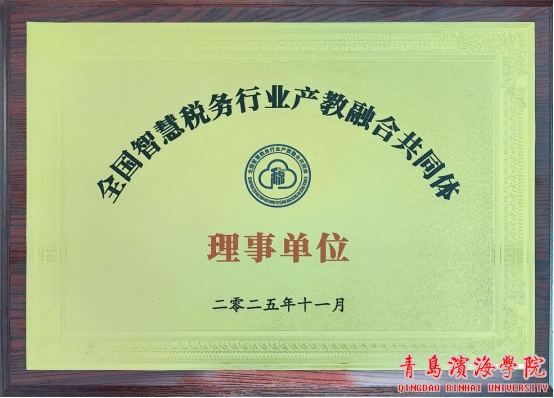 全国智慧税务行业产教融合共同体
理事单位
二零二五年十一月
青島濱海學院
QINGDAO BINHAI UNIVERSITY